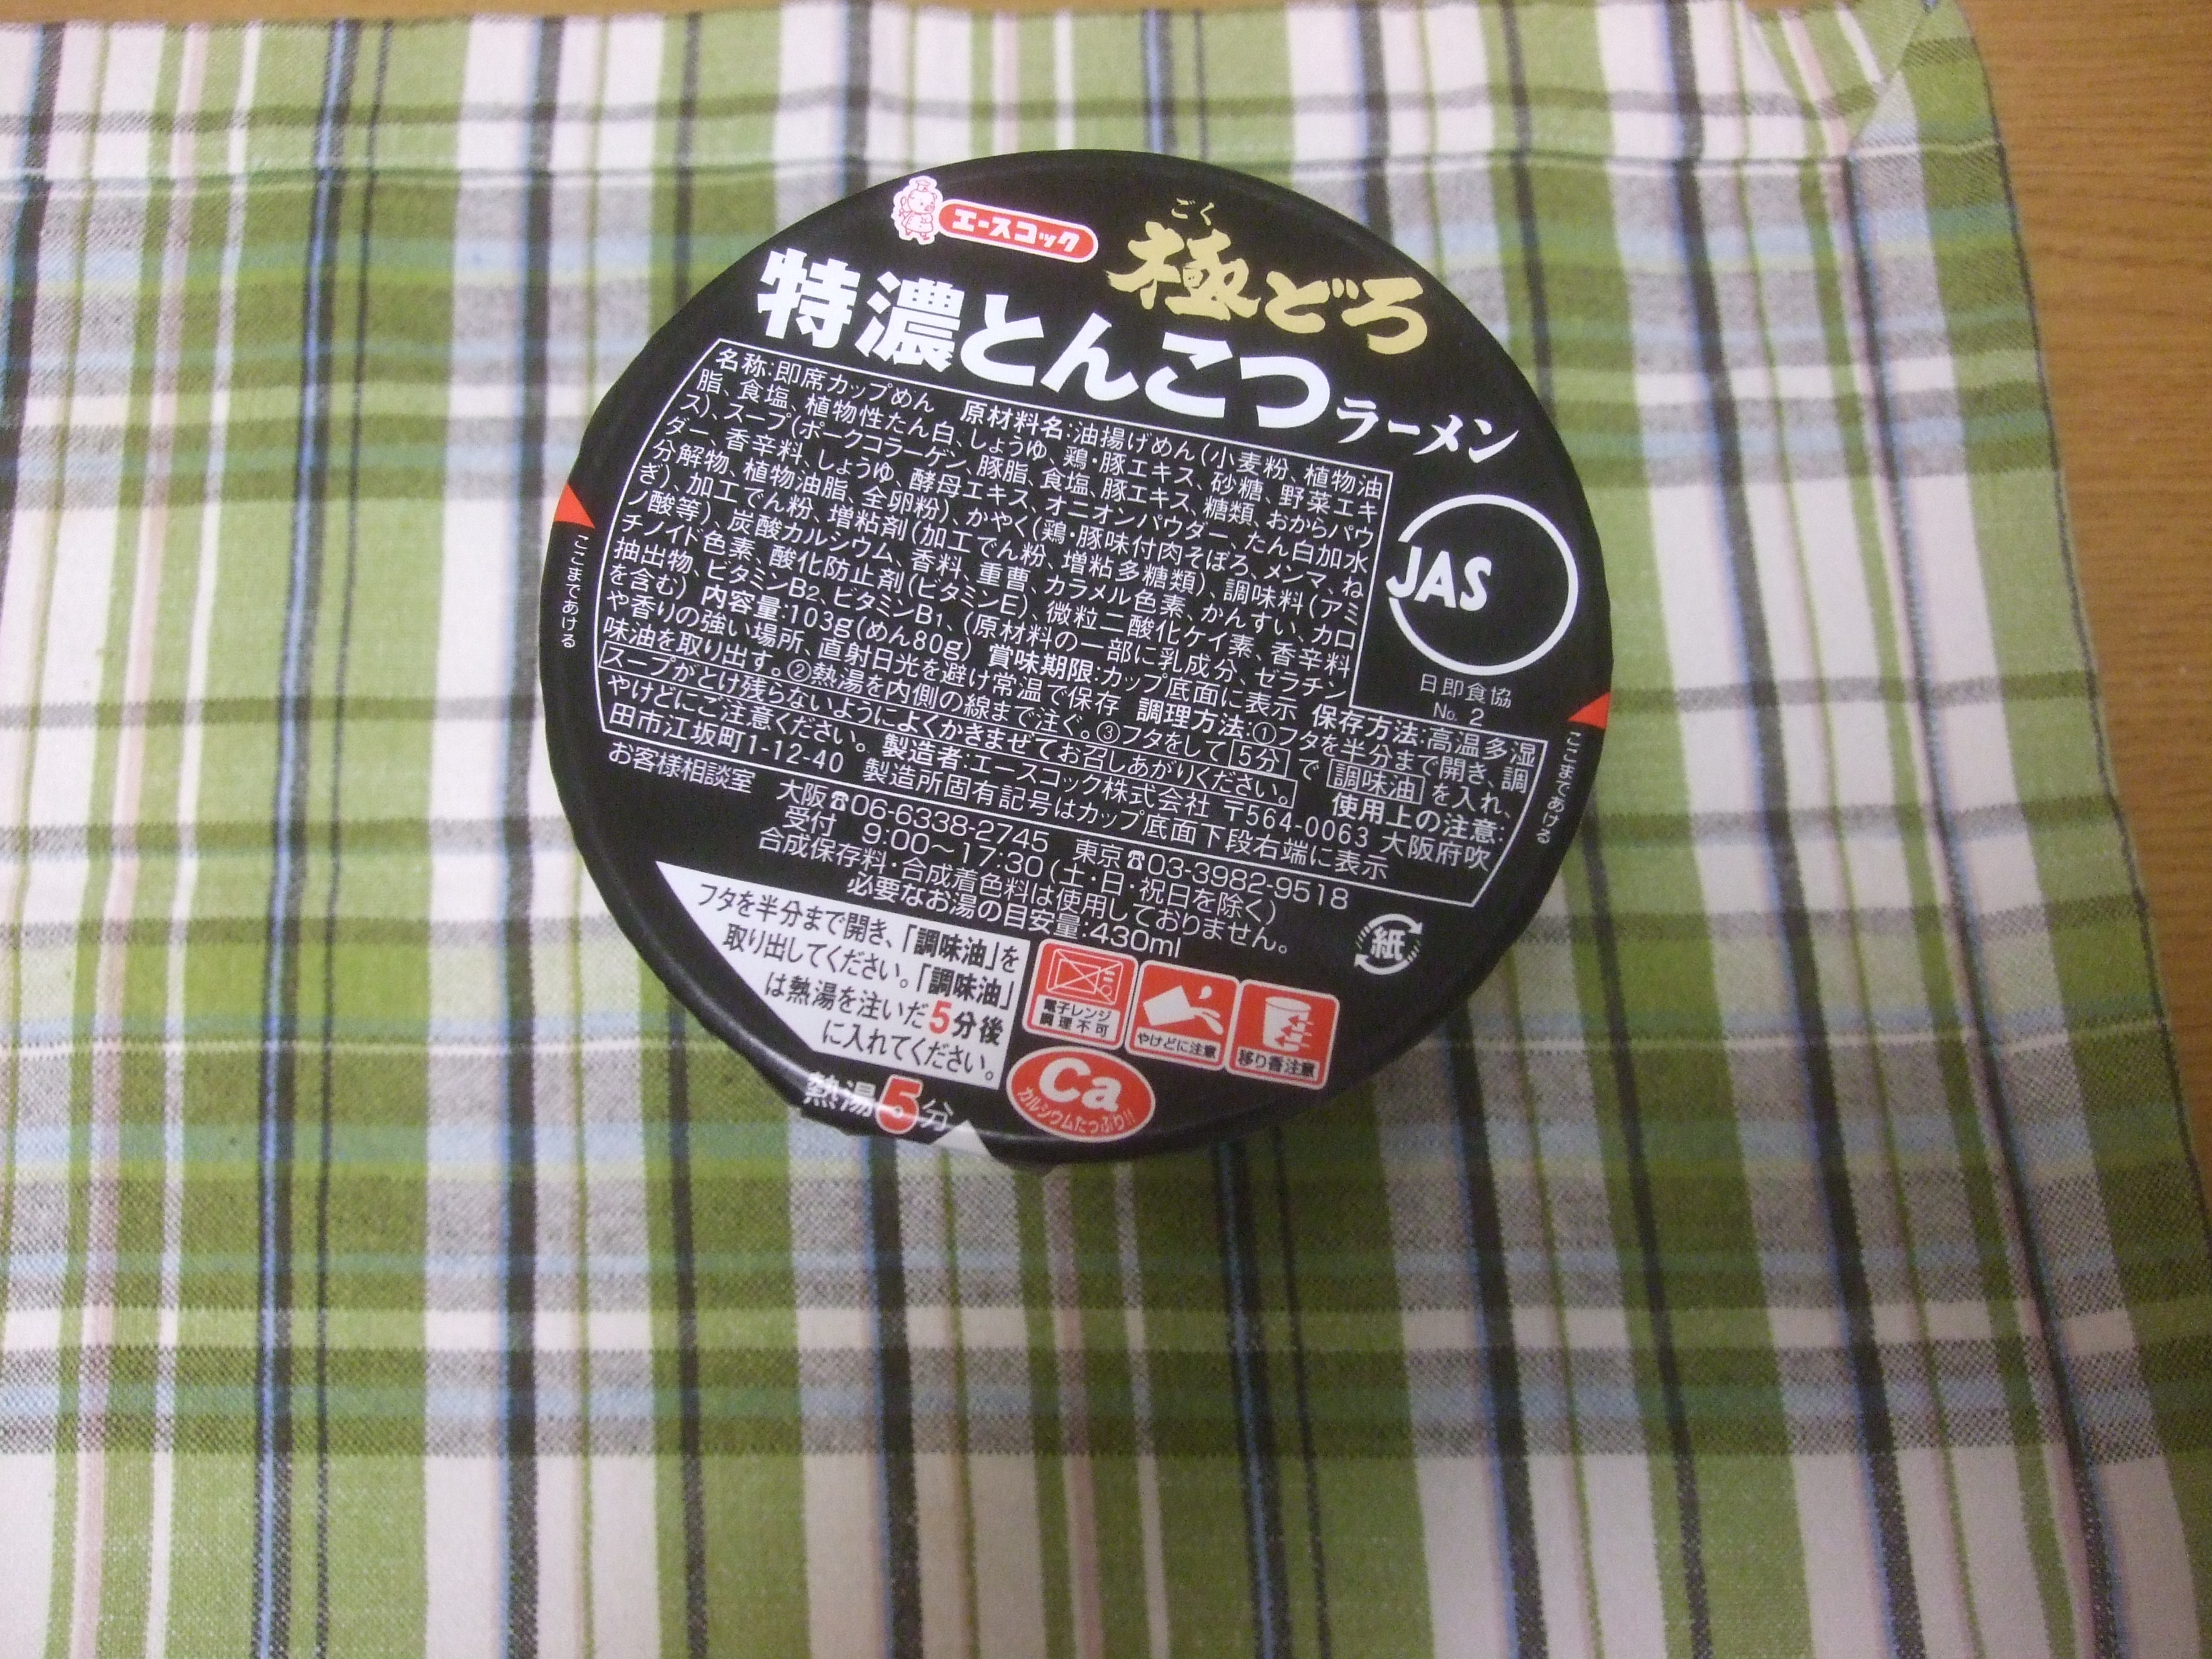 エースコック
ごく
極どろ
特濃とんこつラーメン
名称:即席カップめん 原材料名:油揚げめん(小麦粉、植物油
脂、食塩、植物性たん白、しょうゆ、鶏・豚エキス、砂糖、野菜エキ
ス)、スープ(ポークコラーゲン、豚脂、食塩、豚エキス、糖類、おからパウ
ダー、香辛料、しょうゆ、酵母エキス、オニオンパウダー、たん白加水
分解物、植物油脂、全卵粉)、かやく(鶏・豚味付肉そぼろ、メンマ、ね
ぎ)、加工でん粉、増粘剤(加工でん粉、増粘多糖類)、調味料(アミ
ノ酸等)、炭酸カルシウム、香料、重曹、カラメル色素、かんすい、カロ
チノイド色素、酸化防止剤(ビタミンE)、微粒二酸化ケイ素、香辛料
抽出物、ビタミンB2、ビタミンB1、(原材料の一部に乳成分、ゼラチン
を含む) 内容量:103g(めん80g) 賞味期限:カップ底面に表示 保存方法:高温多湿
や香りの強い場所、直射日光を避け常温で保存 調理方法:①フタを半分まで開き、調
味油を取り出す。②熱湯を内側の線まで注ぐ。③フタをして5分で調味油を入れ、
スープがとけ残らないようによくかきまぜてお召しあがりください。 使用上の注意:
やけどにご注意ください。 製造者:エースコック株式会社 〒564-0063 大阪府吹
田市江坂町1-12-40 製造所固有記号はカップ底面下段右端に表示
JAS
日即食協
No. 2
ここまであける
ここまであける
お客様相談室 大阪☎06-6338-2745 東京☎03-3982-9518
受付 9:00～17:30(土・日・祝日を除く)
合成保存料・合成着色料は使用しておりません。
必要なお湯の目安量:430ml
紙
フタを半分まで開き、「調味油」を
取り出してください。「調味油」
は熱湯を注いだ5分後
に入れてください。
電子レンジ
調理不可
やけどに注意
移り香注意
Ca
カルシウムたっぷり!!
熱湯5分